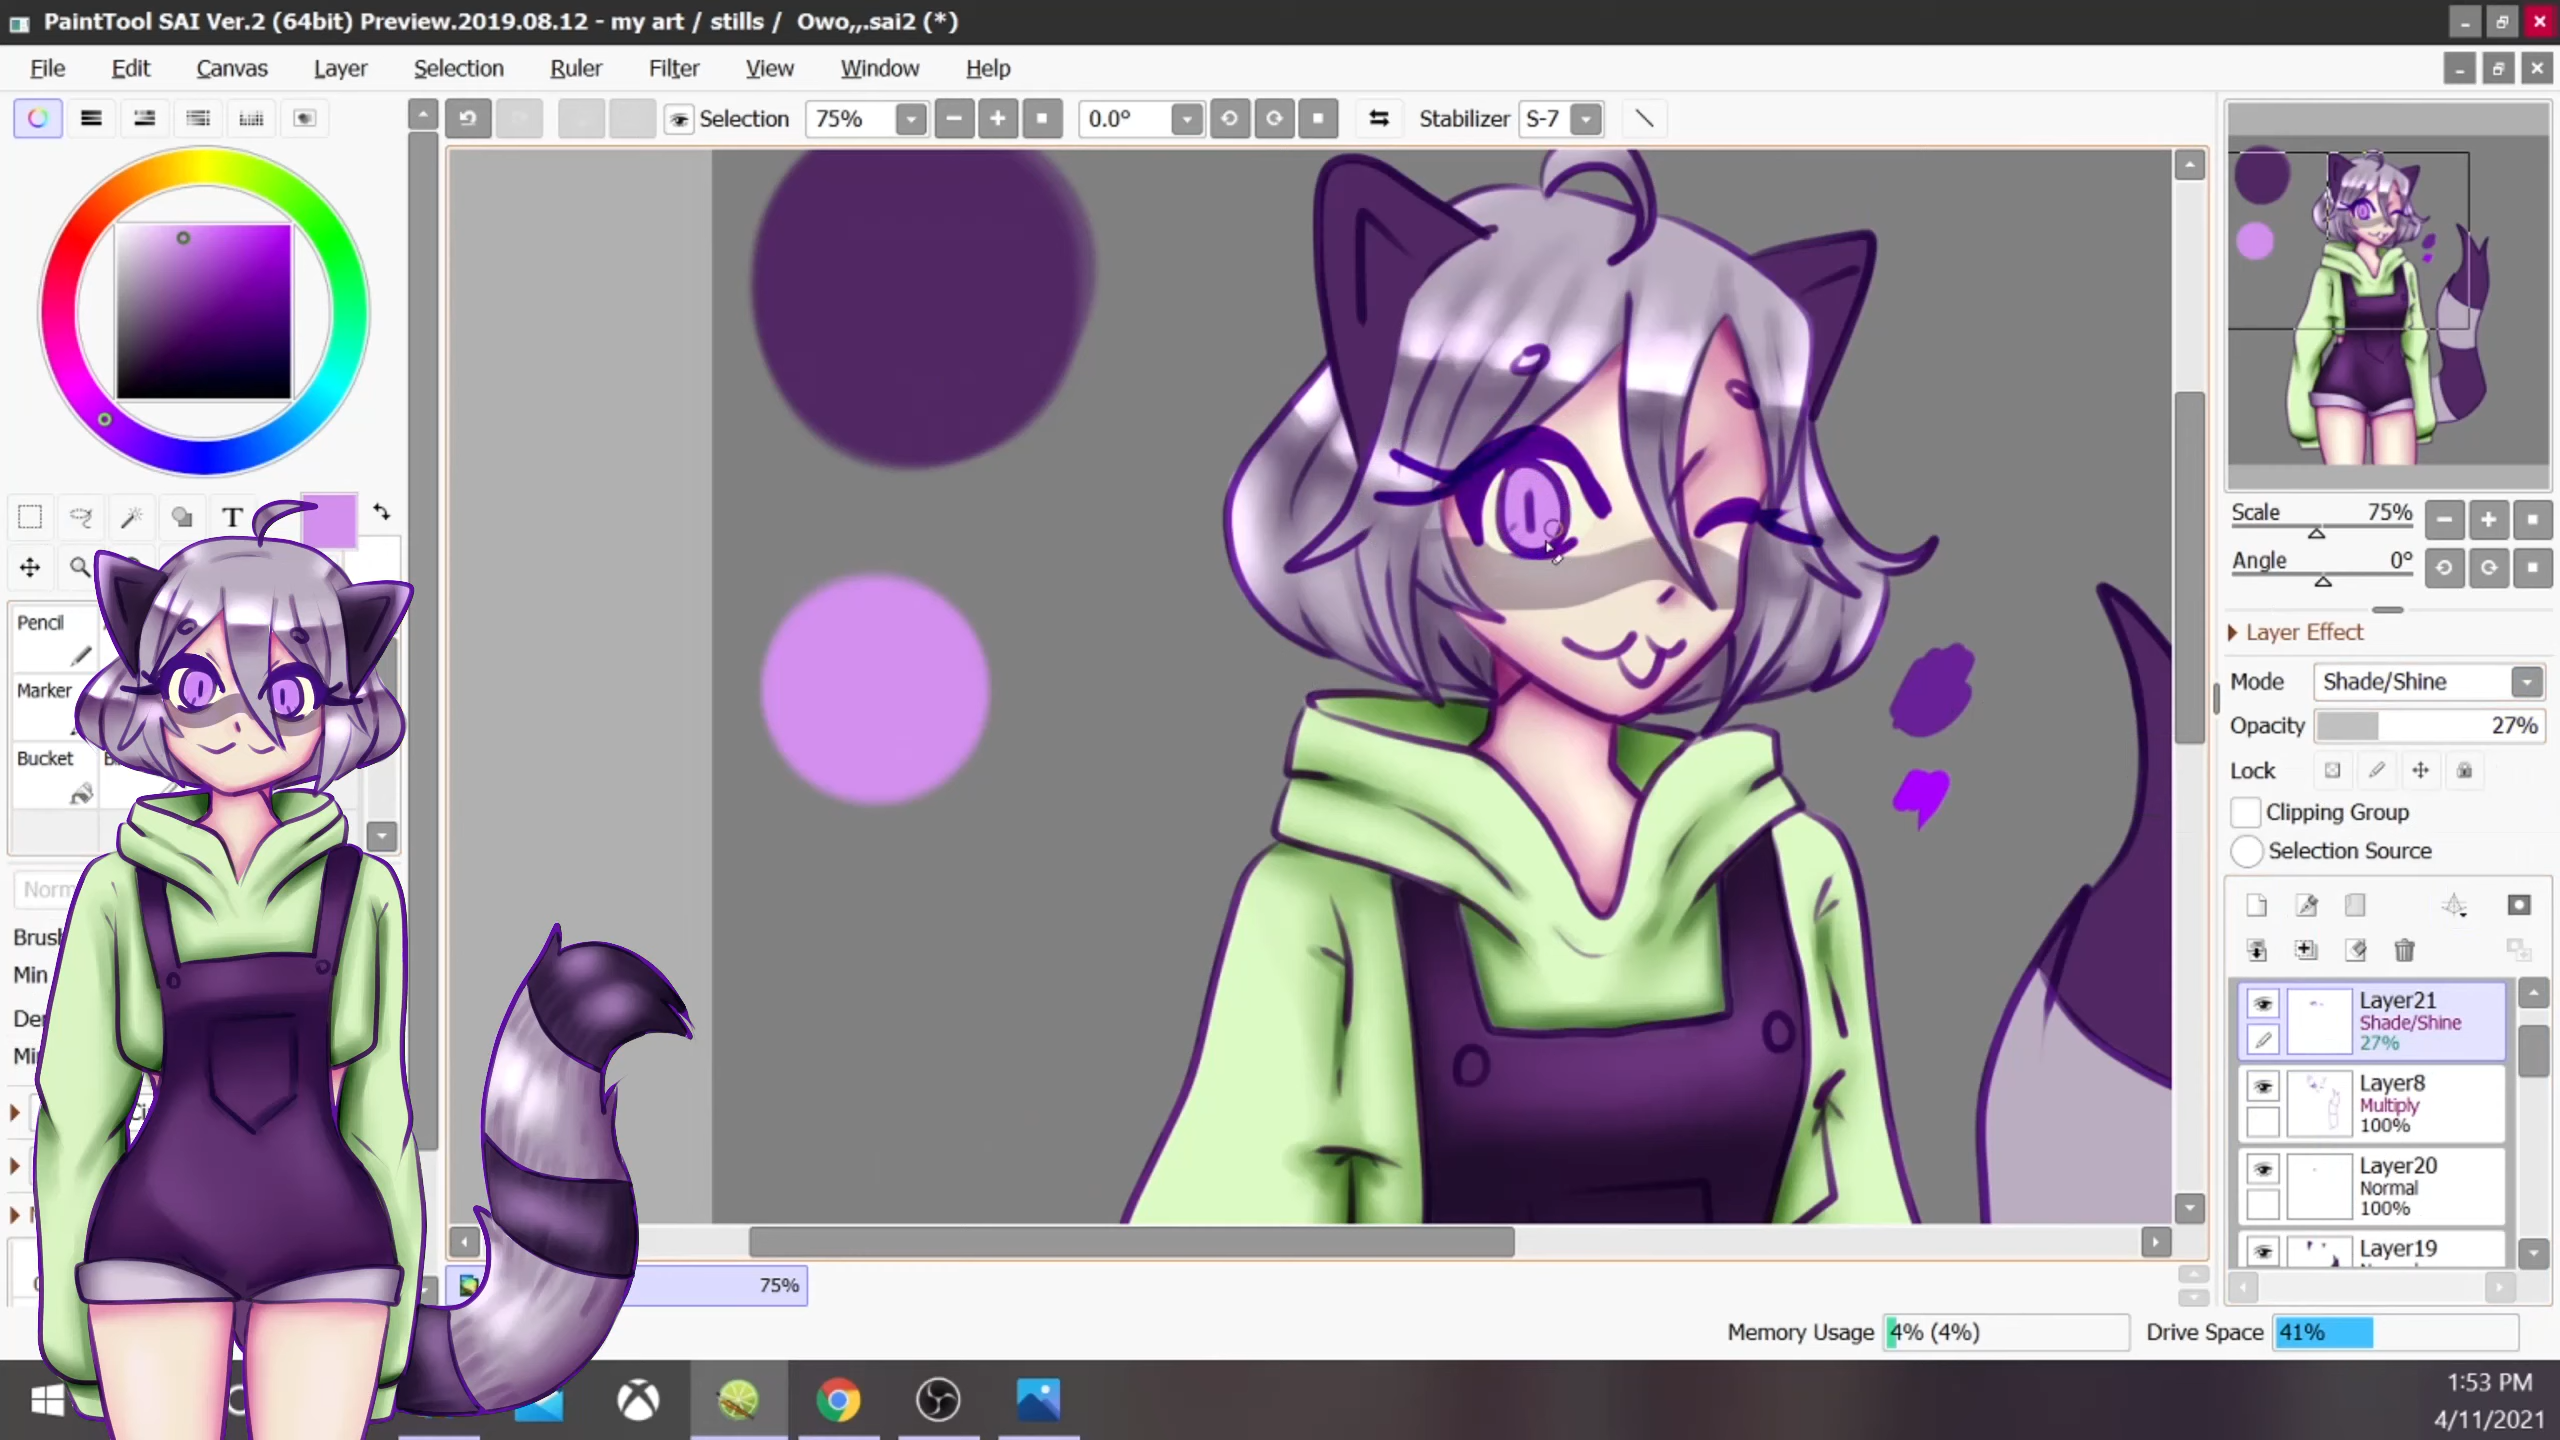 PaintTool SAI Ver.2 (64bit) Preview.2019.08.12 - my art / stills /  Owo,,.sai2 (*)
File Edit Canvas Layer Selection Ruler Filter View Window Help
Selection 75% 0.0° Stabilizer S-7
T
Scale 75%
Angle 0°
Pencil
Layer Effect
Marker
Mode Shade/Shine
Opacity 27%
Bucket
Lock
Clipping Group
Selection Source
Norm
Brush
Min
Layer21
Shade/Shine
27%
Layer8
Multiply
100%
Layer20
Normal
100%
Layer19
75%
Memory Usage 4% (4%) Drive Space 41%
1:53 PM
4/11/2021